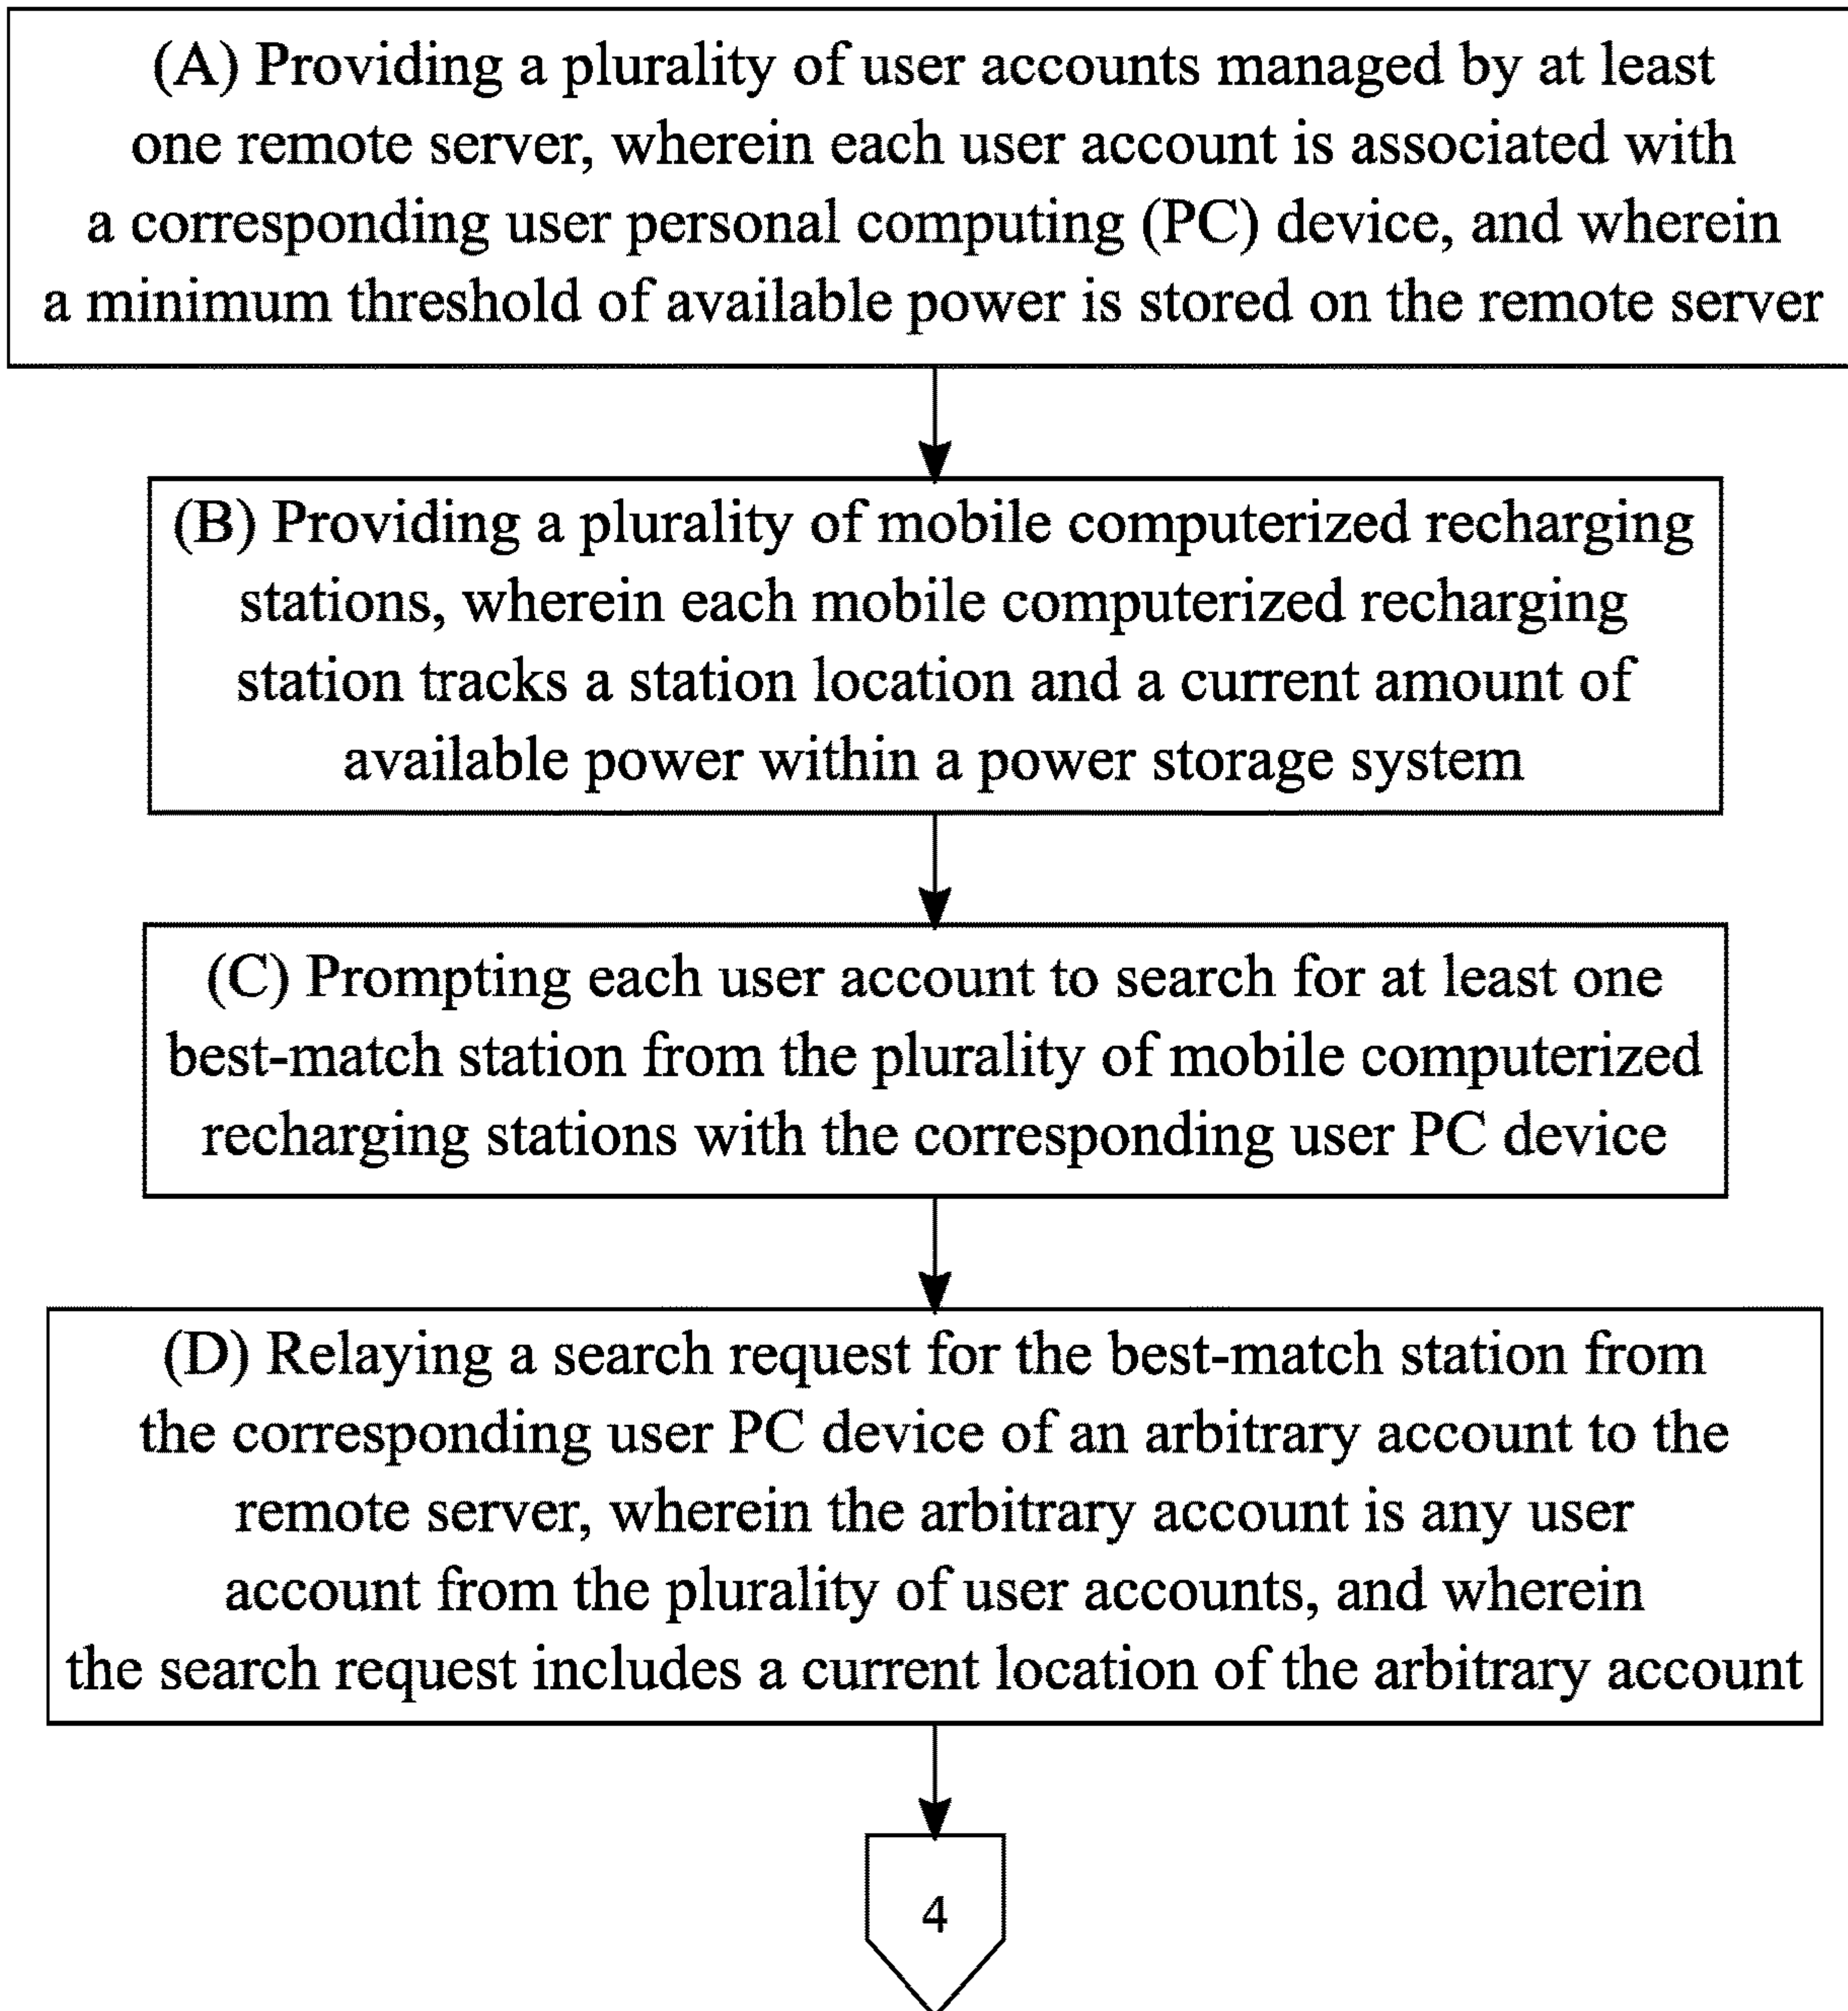 (A) Providing a plurality of user accounts managed by at least
one remote server, wherein each user account is associated with
a corresponding user personal computing (PC) device, and wherein
a minimum threshold of available power is stored on the remote server
(B) Providing a plurality of mobile computerized recharging
stations, wherein each mobile computerized recharging
station tracks a station location and a current amount of
available power within a power storage system
(C) Prompting each user account to search for at least one
best-match station from the plurality of mobile computerized
recharging stations with the corresponding user PC device
(D) Relaying a search request for the best-match station from
the corresponding user PC device of an arbitrary account to the
remote server, wherein the arbitrary account is any user
account from the plurality of user accounts, and wherein
the search request includes a current location of the arbitrary account
4